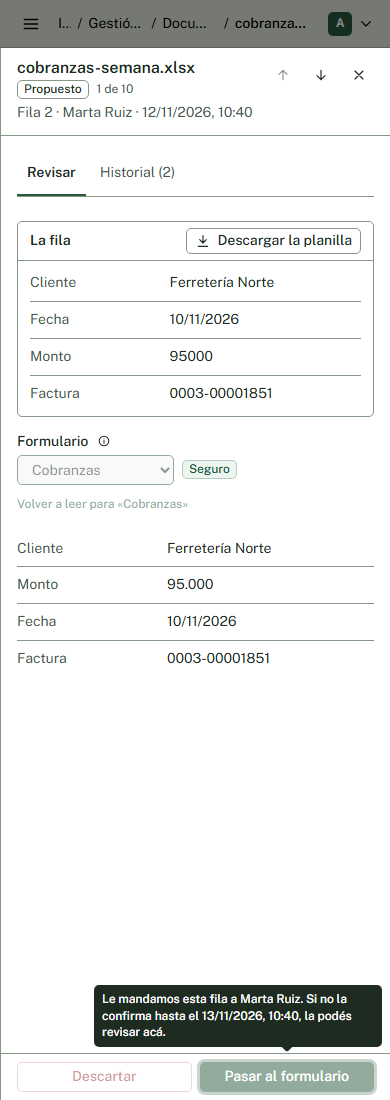 I... / Gestió... / Docu... / cobranza... A
cobranzas-semana.xlsx
Propuesto 1 de 10
Fila 2 · Marta Ruiz · 12/11/2026, 10:40
Revisar Historial (2)
La fila Descargar la planilla
Cliente Ferretería Norte
Fecha 10/11/2026
Monto 95000
Factura 0003-00001851
Formulario
Cobranzas Seguro
Volver a leer para «Cobranzas»
Cliente Ferretería Norte
Monto 95.000
Fecha 10/11/2026
Factura 0003-00001851
Le mandamos esta fila a Marta Ruiz. Si no la
confirma hasta el 13/11/2026, 10:40, la podés
revisar acá.
Descartar Pasar al formulario